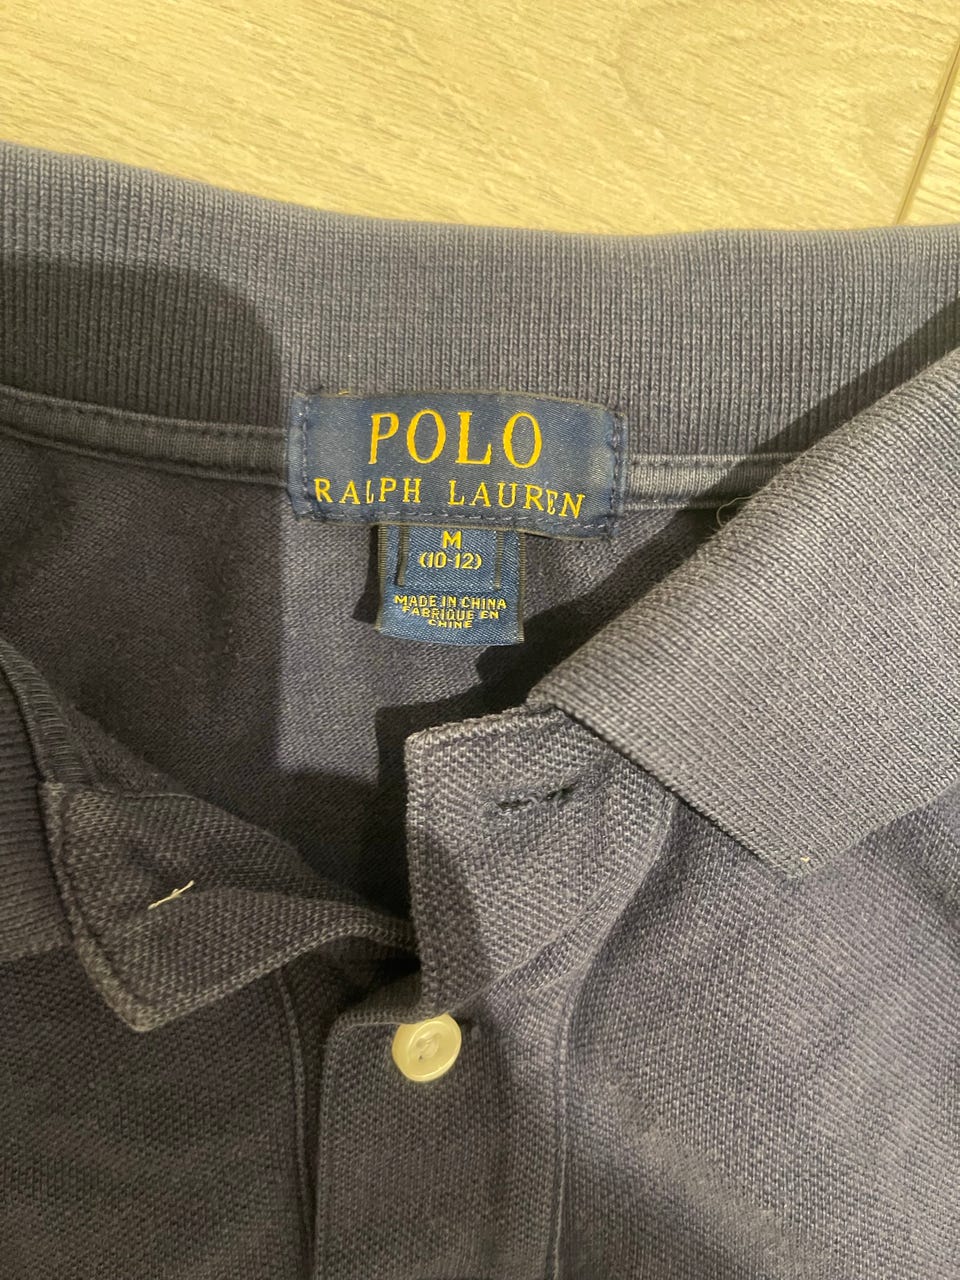 POLO
RALPH LAUREN
M
(10-12)
MADE IN CHINA
FABRIQUE EN
CHINE